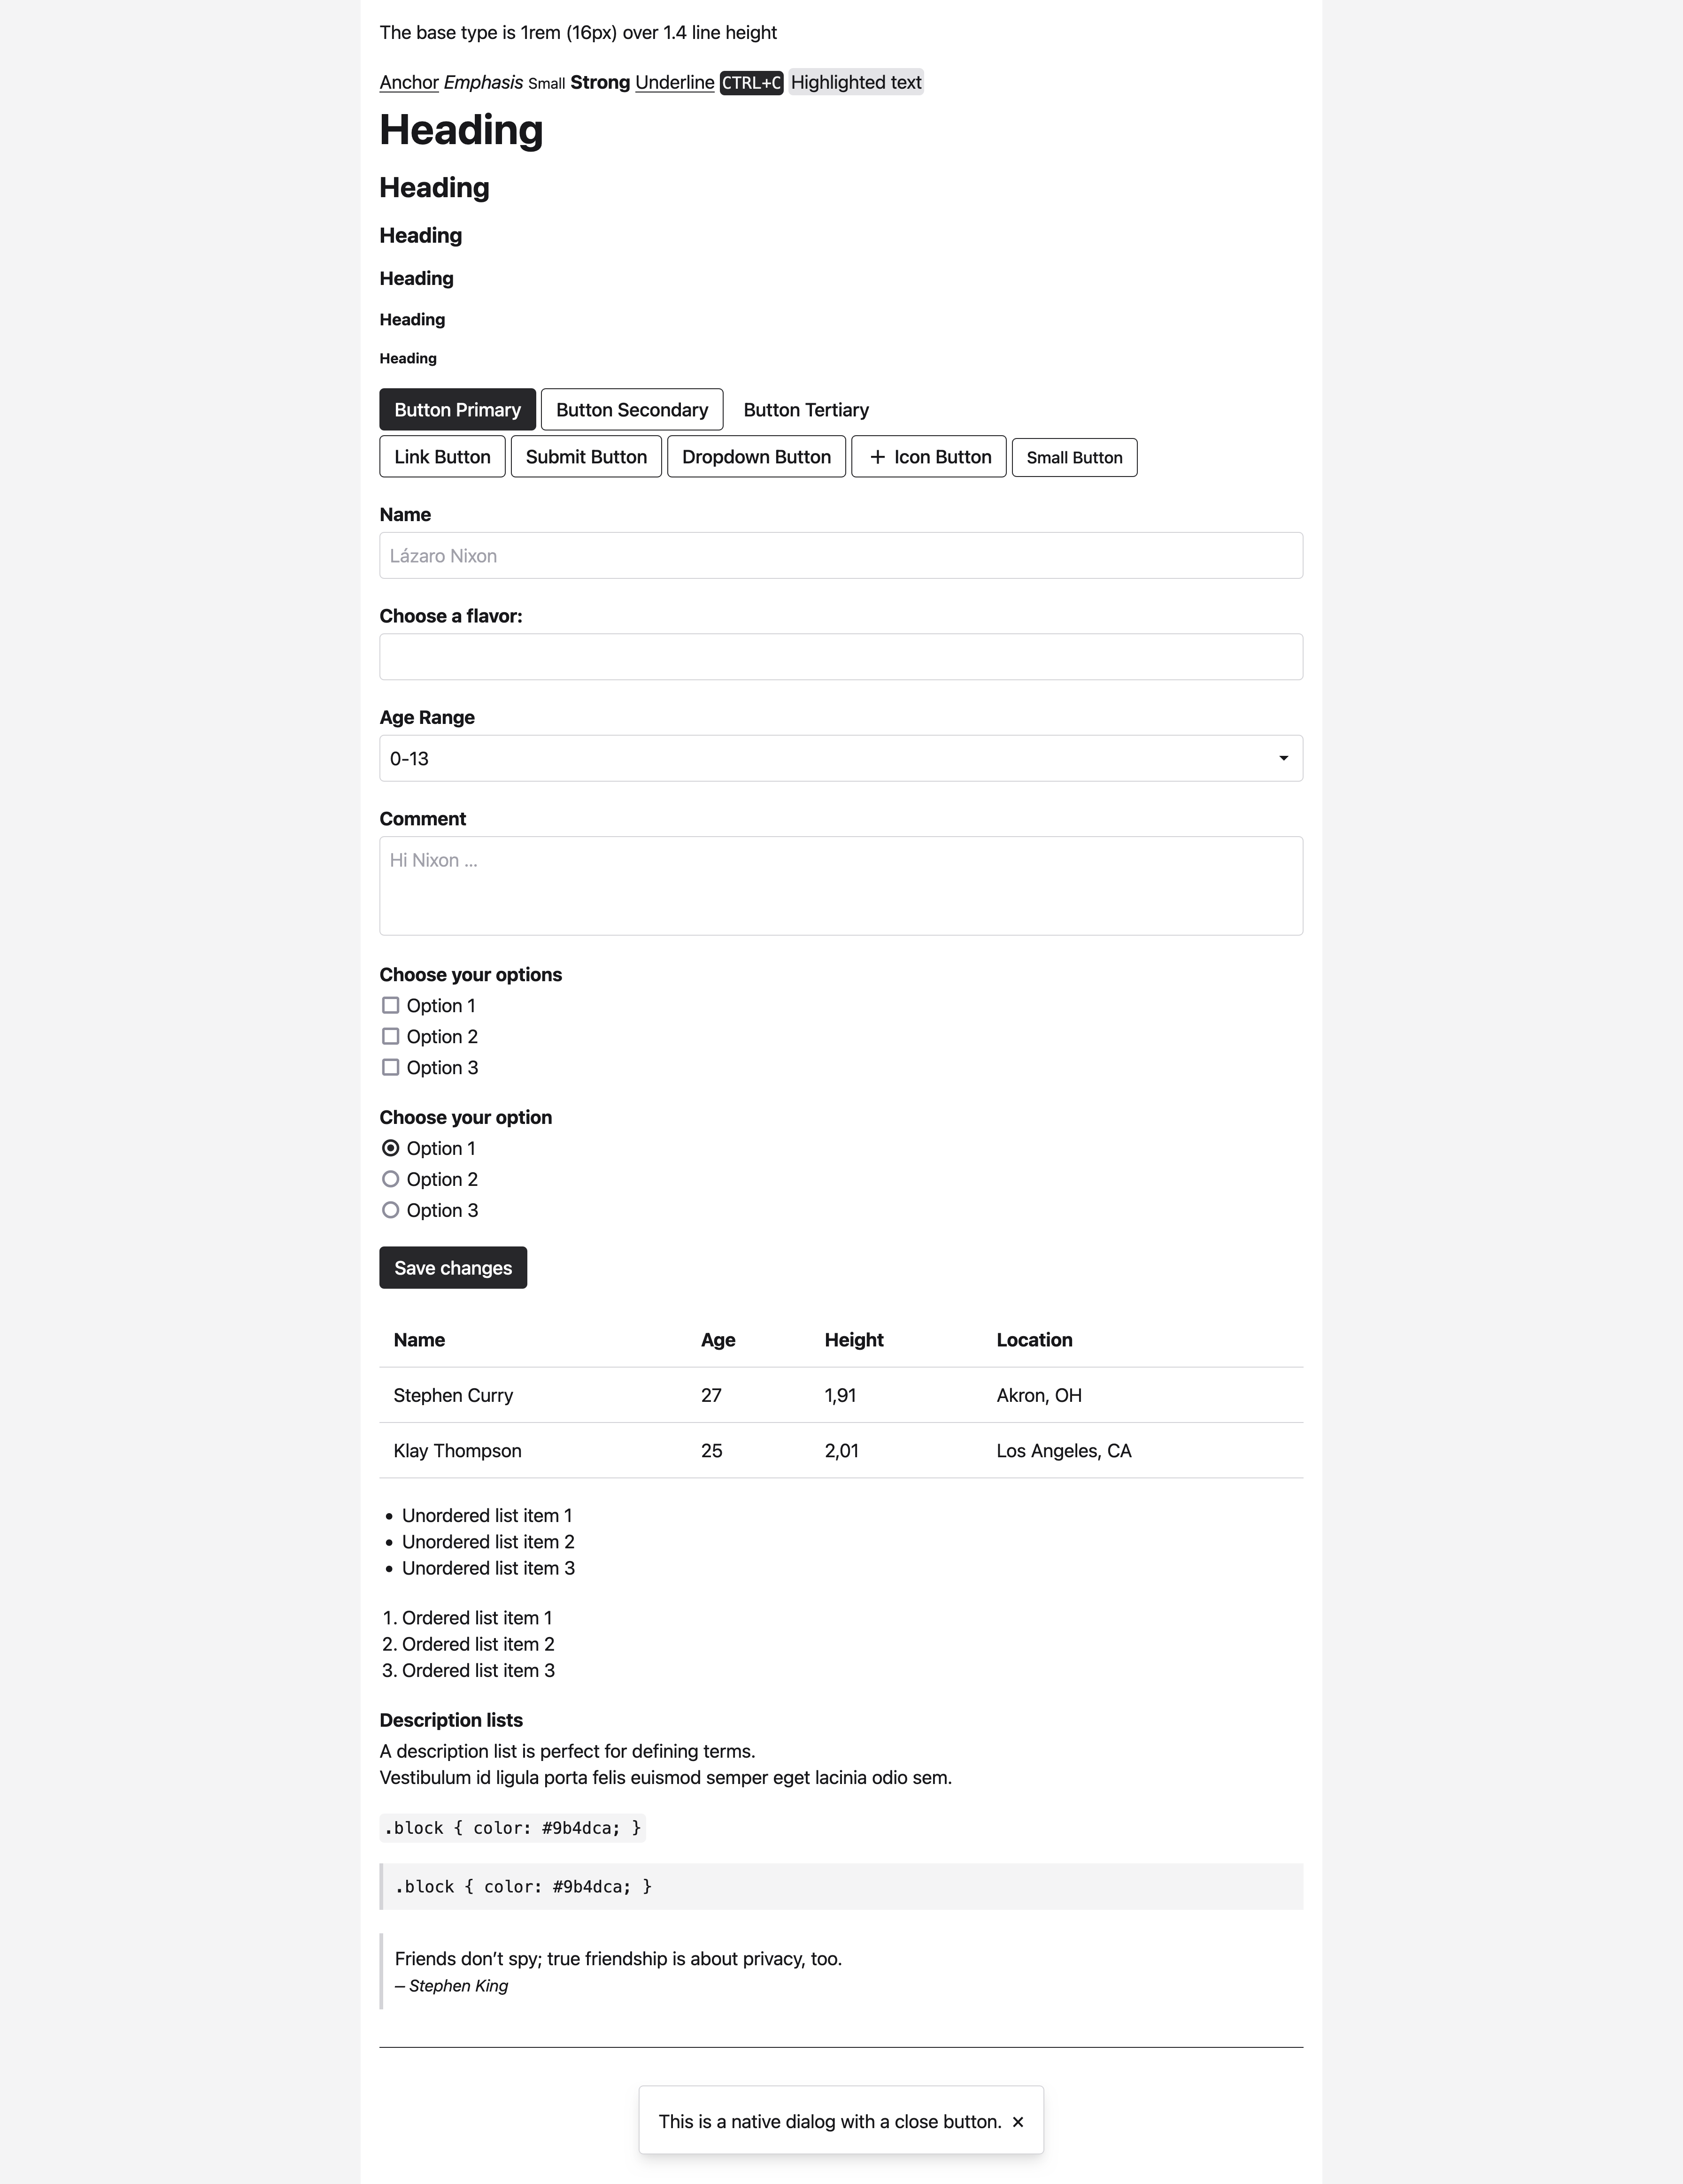 The base type is 1rem (16px) over 1.4 line height
Anchor Emphasis Small Strong Underline CTRL+C Highlighted text
Heading
Heading
Heading
Heading
Heading
Heading
Button Primary Button Secondary Button Tertiary
Link Button Submit Button Dropdown Button + Icon Button Small Button
Name
Lázaro Nixon
Choose a flavor:
Age Range
0-13
Comment
Hi Nixon ...
Choose your options
Option 1
Option 2
Option 3
Choose your option
Option 1
Option 2
Option 3
Save changes
Name Age Height Location
Stephen Curry 27 1,91 Akron, OH
Klay Thompson 25 2,01 Los Angeles, CA
• Unordered list item 1
• Unordered list item 2
• Unordered list item 3
1. Ordered list item 1
2. Ordered list item 2
3. Ordered list item 3
Description lists
A description list is perfect for defining terms.
Vestibulum id ligula porta felis euismod semper eget lacinia odio sem.
.block { color: #9b4dca; }
.block { color: #9b4dca; }
Friends don’t spy; true friendship is about privacy, too.
– Stephen King
This is a native dialog with a close button. ×